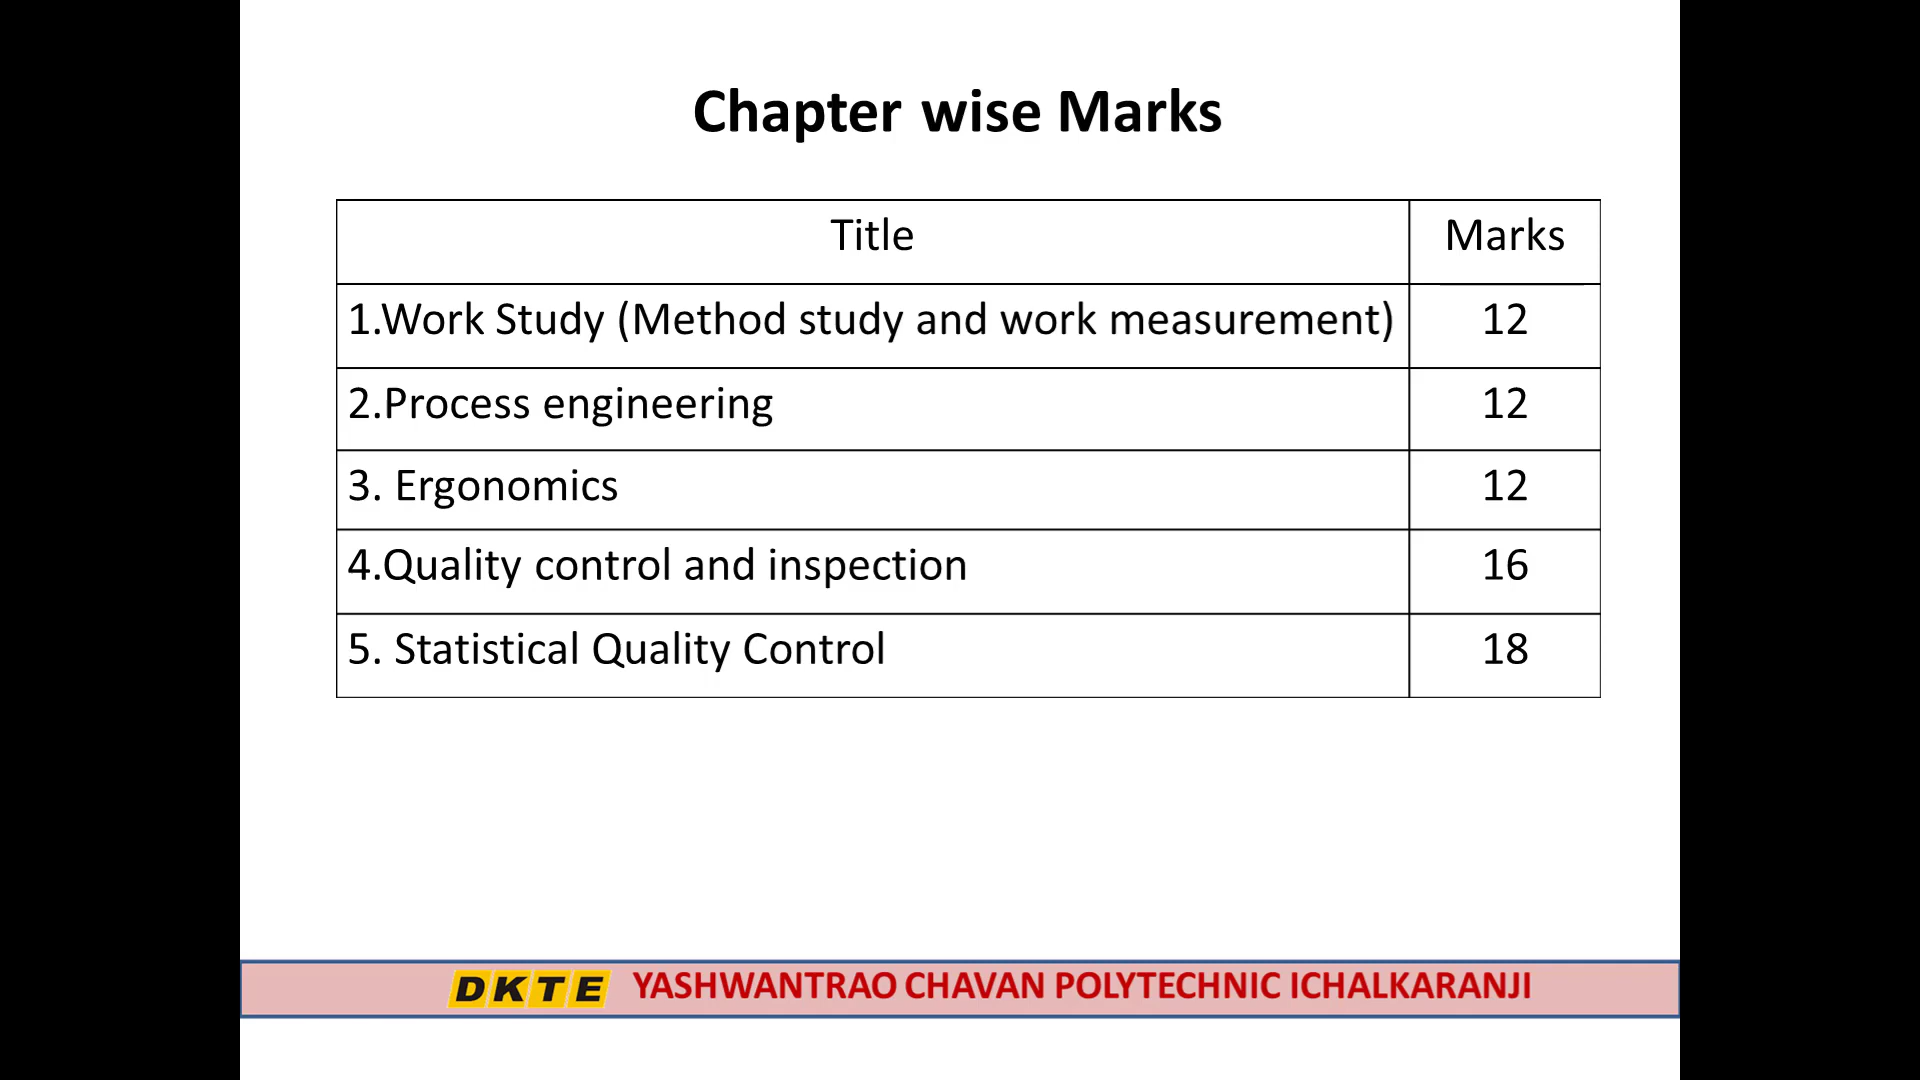 Chapter wise Marks
Title Marks
1.Work Study (Method study and work measurement) 12
2.Process engineering 12
3. Ergonomics 12
4.Quality control and inspection 16
5. Statistical Quality Control 18
DKTE YASHWANTRAO CHAVAN POLYTECHNIC ICHALKARANJI